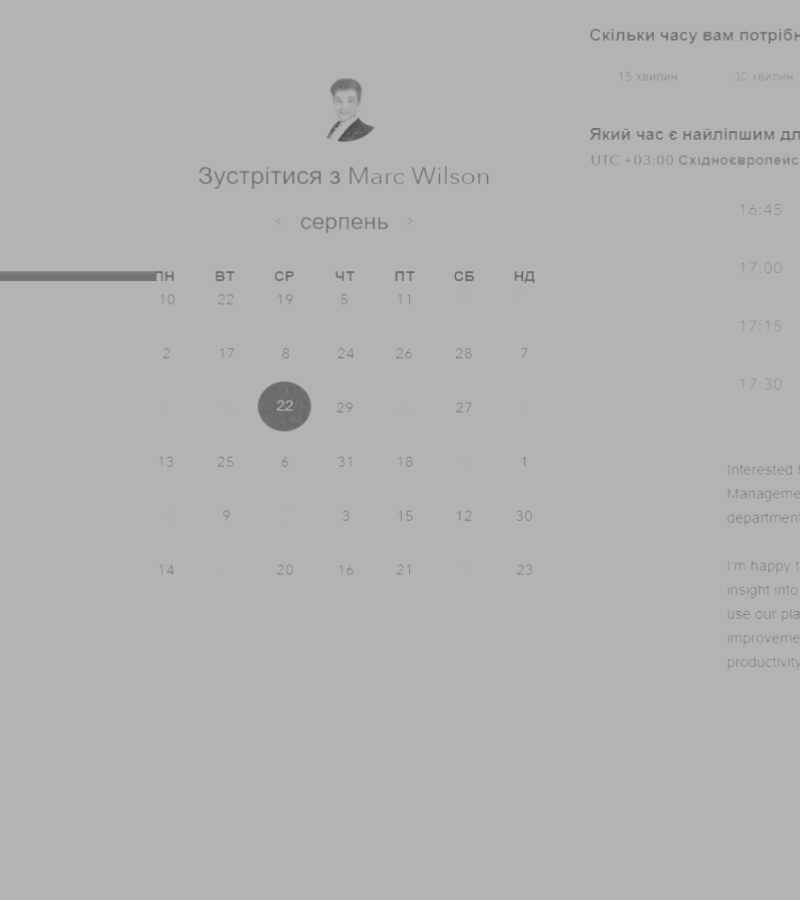 Зустрітися з Marc Wilson
‹ серпень ›
ПН ВТ СР ЧТ ПТ СБ НД
10 22 19 5 11
2 17 8 24 26 28 7
22 29 27
13 25 6 31 18 1
9 3 15 12 30
14 20 16 21 23
Скільки часу вам потрібн
15 хвилин 30 хвилин
Який час є найліпшим дл
UTC +03:00 Східноєвропейс
16:45
17:00
17:15
17:30
Interested
Manageme
department
I'm happy t
insight into
use our pla
improveme
productivity